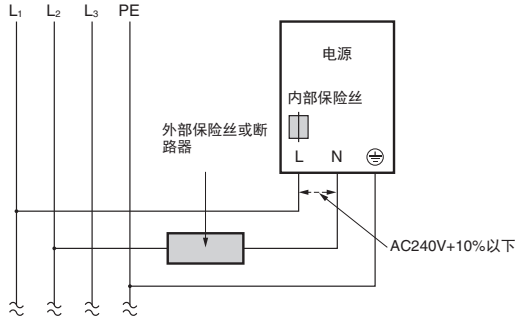 L₁ L₂ L₃ PE
电源
内部保险丝
外部保险丝或断
路器
L N
AC240V+10%以下